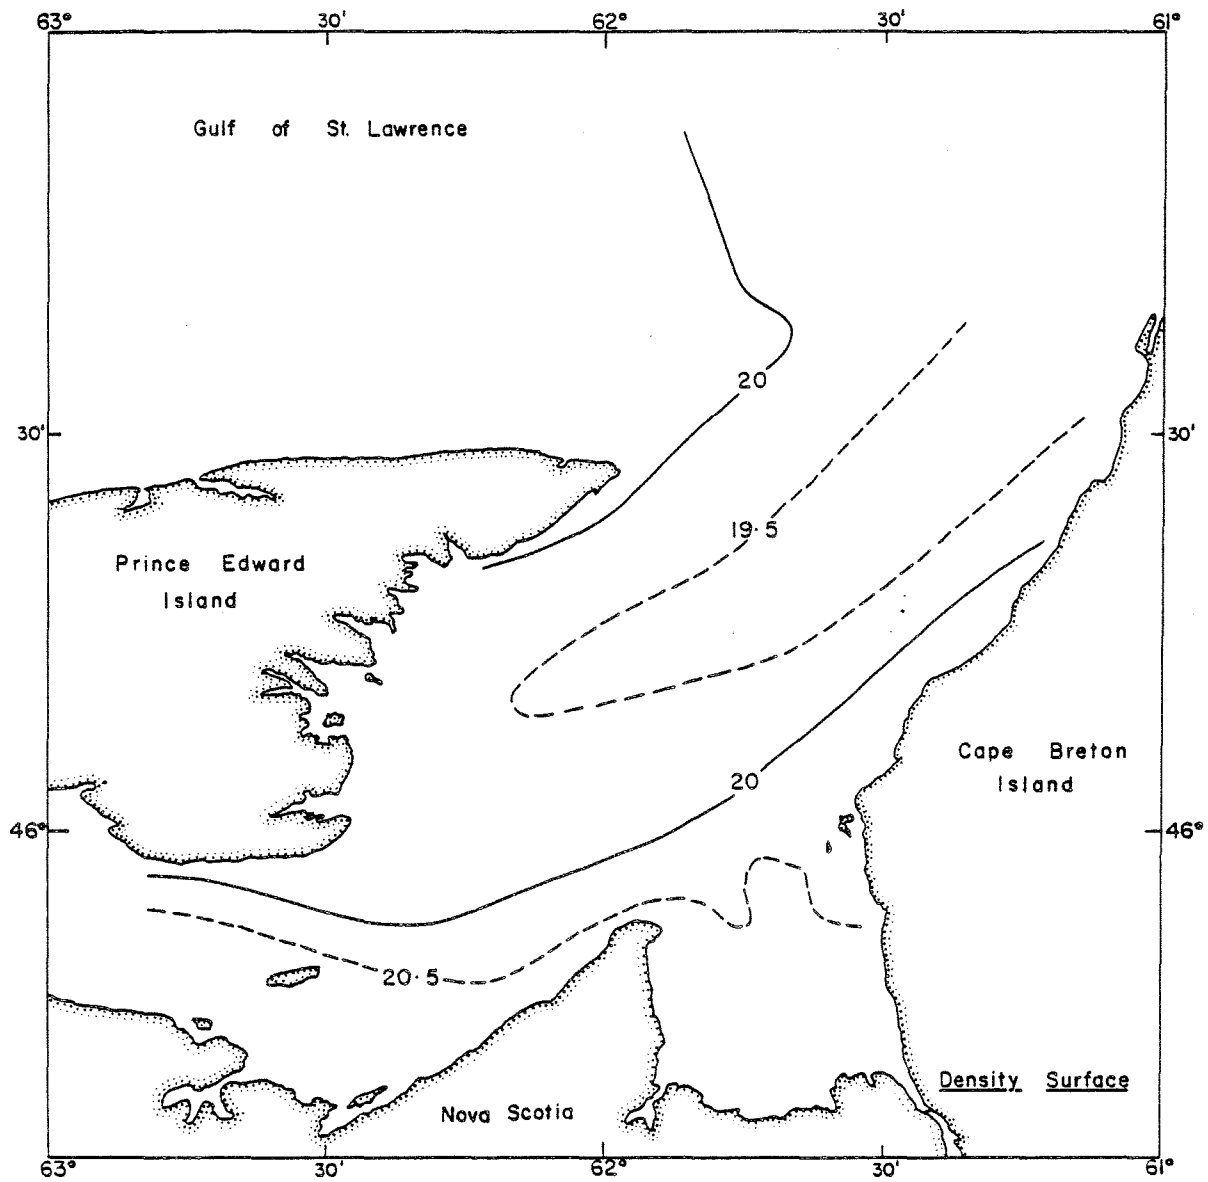 63° 30' 62° 30' 61°
Gulf of St. Lawrence
20
30' 30'
19·5
Prince Edward
Island
Cape Breton
Island
20
46° 46°
20·5
Density Surface
Nova Scotia
63° 30' 62° 30' 61°